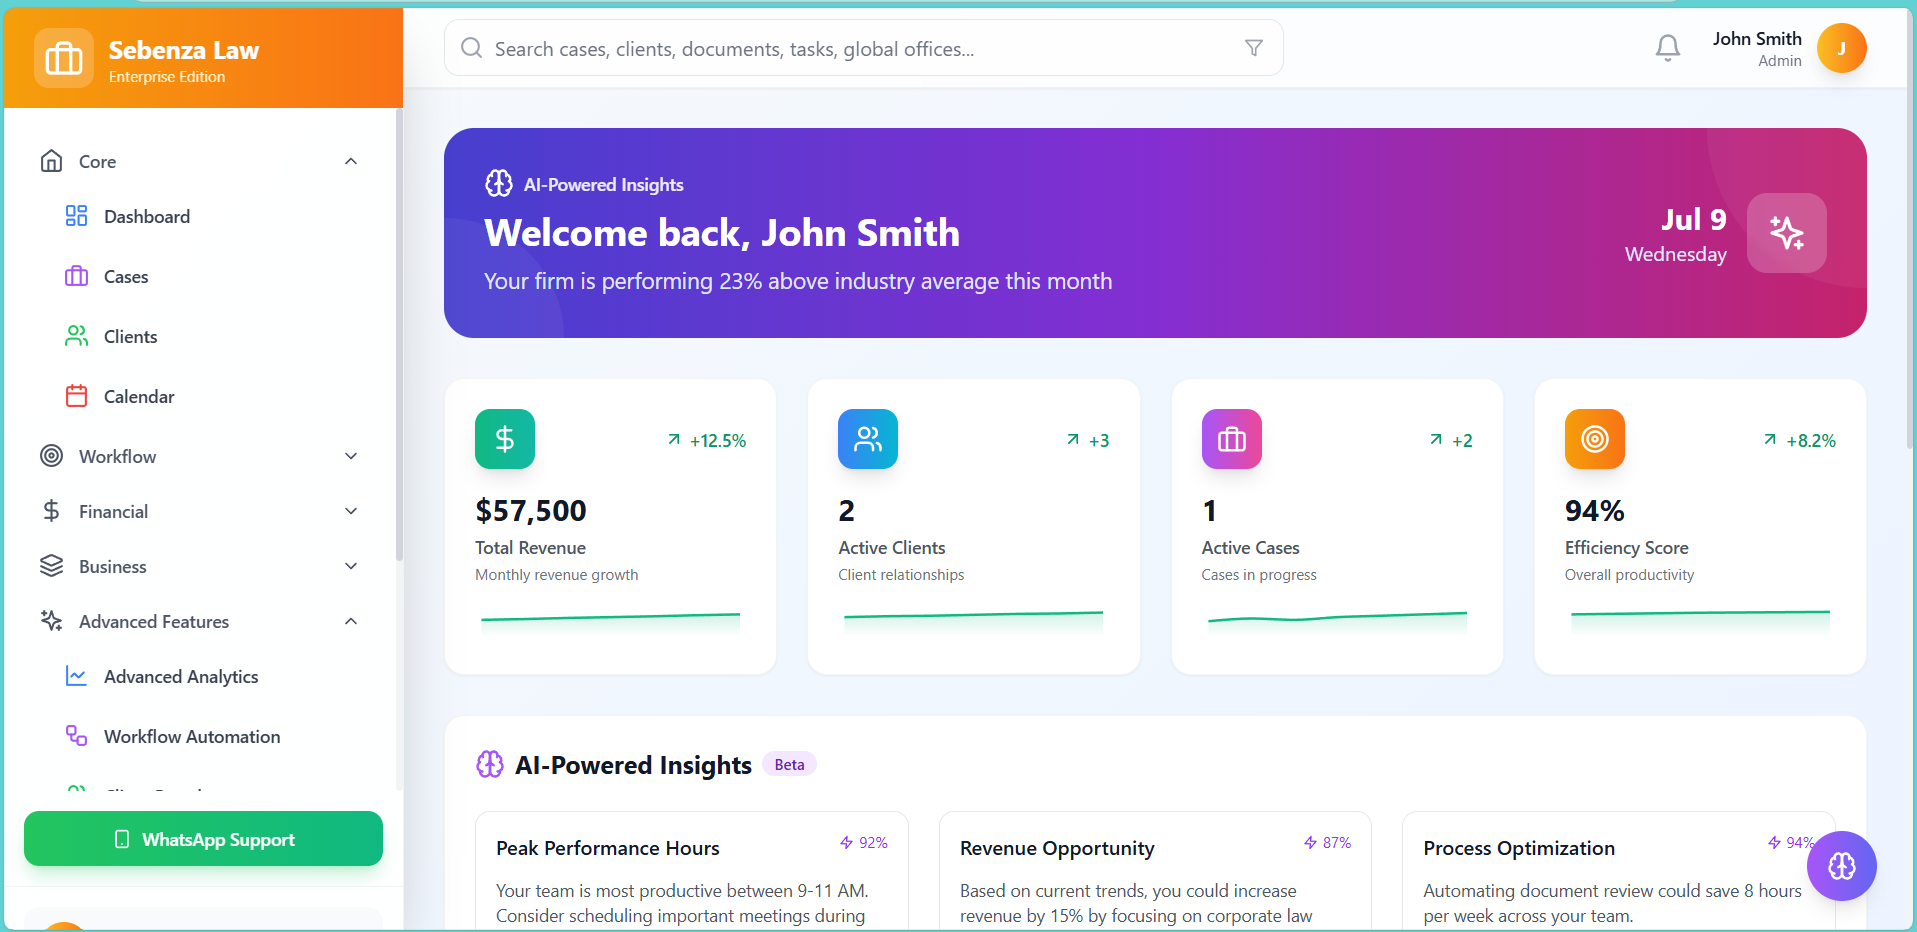 Sebenza Law
Enterprise Edition
Search cases, clients, documents, tasks, global offices...
John Smith
Admin
J
Core
Dashboard
Cases
Clients
Calendar
Workflow
Financial
Business
Advanced Features
Advanced Analytics
Workflow Automation
WhatsApp Support
AI-Powered Insights
Welcome back, John Smith
Your firm is performing 23% above industry average this month
Jul 9
Wednesday
+12.5%
$57,500
Total Revenue
Monthly revenue growth
+3
2
Active Clients
Client relationships
+2
1
Active Cases
Cases in progress
+8.2%
94%
Efficiency Score
Overall productivity
AI-Powered Insights Beta
Peak Performance Hours 92%
Your team is most productive between 9-11 AM.
Consider scheduling important meetings during
Revenue Opportunity 87%
Based on current trends, you could increase
revenue by 15% by focusing on corporate law
Process Optimization 94%
Automating document review could save 8 hours
per week across your team.